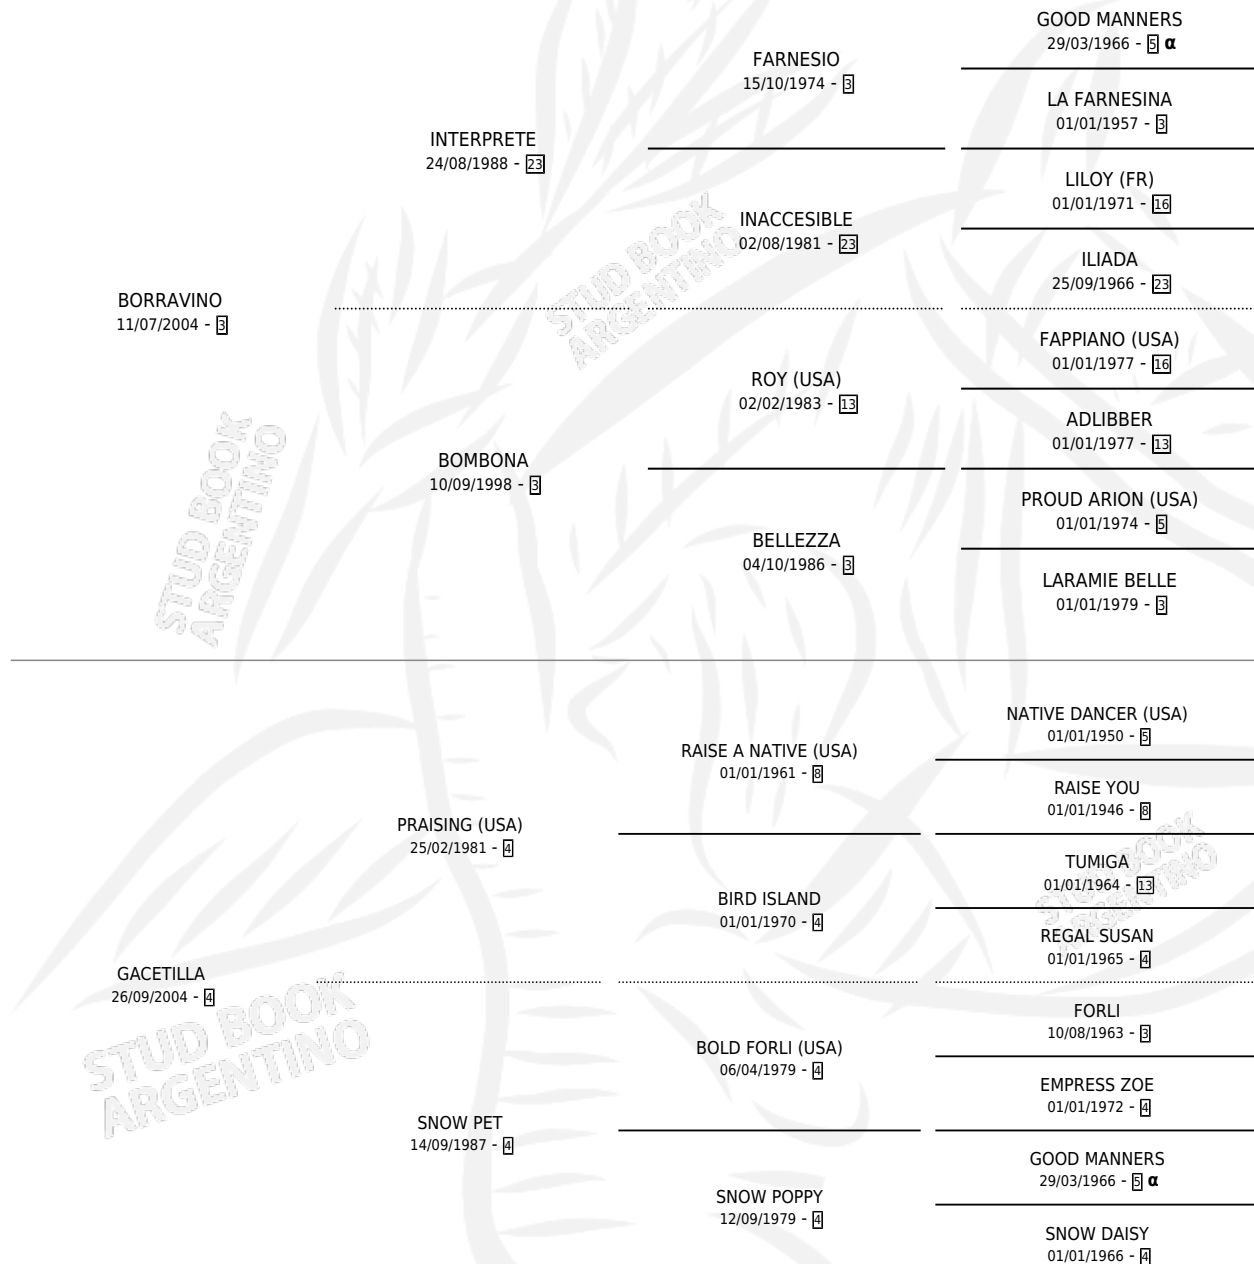 GOOD MANNERS
29/03/1966 - 5 α
FARNESIO
15/10/1974 - 3
LA FARNESINA
01/01/1957 - 3
INTERPRETE
24/08/1988 - 23
LILOY (FR)
01/01/1971 - 16
INACCESIBLE
02/08/1981 - 23
ILIADA
25/09/1966 - 23
BORRAVINO
11/07/2004 - 3
FAPPIANO (USA)
01/01/1977 - 16
ROY (USA)
02/02/1983 - 13
ADLIBBER
01/01/1977 - 13
BOMBONA
10/09/1998 - 3
PROUD ARION (USA)
01/01/1974 - 5
BELLEZZA
04/10/1986 - 3
LARAMIE BELLE
01/01/1979 - 3
STUD BOOK
ARGENTINO
STUD BOOK
ARGENTINO
NATIVE DANCER (USA)
01/01/1950 - 5
RAISE A NATIVE (USA)
01/01/1961 - 8
RAISE YOU
01/01/1946 - 8
PRAISING (USA)
25/02/1981 - 4
TUMIGA
01/01/1964 - 13
BIRD ISLAND
01/01/1970 - 4
REGAL SUSAN
01/01/1965 - 4
STUD BOOK
ARGENTINO
GACETILLA
26/09/2004 - 4
FORLI
10/08/1963 - 3
BOLD FORLI (USA)
06/04/1979 - 4
EMPRESS ZOE
01/01/1972 - 4
SNOW PET
14/09/1987 - 4
GOOD MANNERS
29/03/1966 - 5 α
SNOW POPPY
12/09/1979 - 4
SNOW DAISY
01/01/1966 - 4
STUD BOOK
ARGENTINO